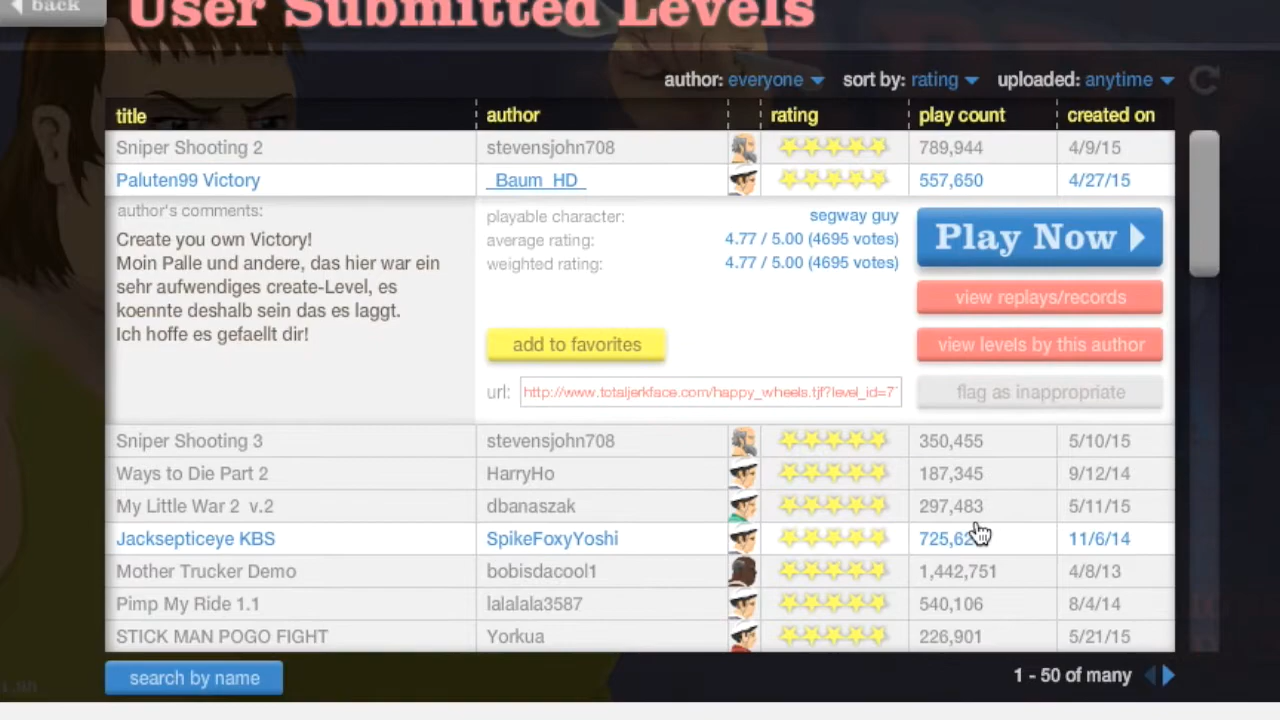 back
User Submitted Levels
author: everyone sort by: rating uploaded: anytime
title author rating play count created on
Sniper Shooting 2 stevensjohn708 789,944 4/9/15
Paluten99 Victory _Baum_HD_ 557,650 4/27/15
author's comments:
Create you own Victory!
Moin Palle und andere, das hier war ein
sehr aufwendiges create-Level, es
koennte deshalb sein das es laggt.
Ich hoffe es gefaellt dir!
playable character: segway guy
average rating: 4.77 / 5.00 (4695 votes)
weighted rating: 4.77 / 5.00 (4695 votes)
add to favorites
url: http://www.totaljerkface.com/happy_wheels.tjf?level_id=7
Play Now
view replays/records
view levels by this author
flag as inappropriate
Sniper Shooting 3 stevensjohn708 350,455 5/10/15
Ways to Die Part 2 HarryHo 187,345 9/12/14
My Little War 2 v.2 dbanaszak 297,483 5/11/15
Jacksepticeye KBS SpikeFoxyYoshi 11/6/14
Mother Trucker Demo bobisdacool1 1,442,751 4/8/13
Pimp My Ride 1.1 lalalala3587 540,106 8/4/14
STICK MAN POGO FIGHT Yorkua 226,901 5/21/15
search by name
1 - 50 of many